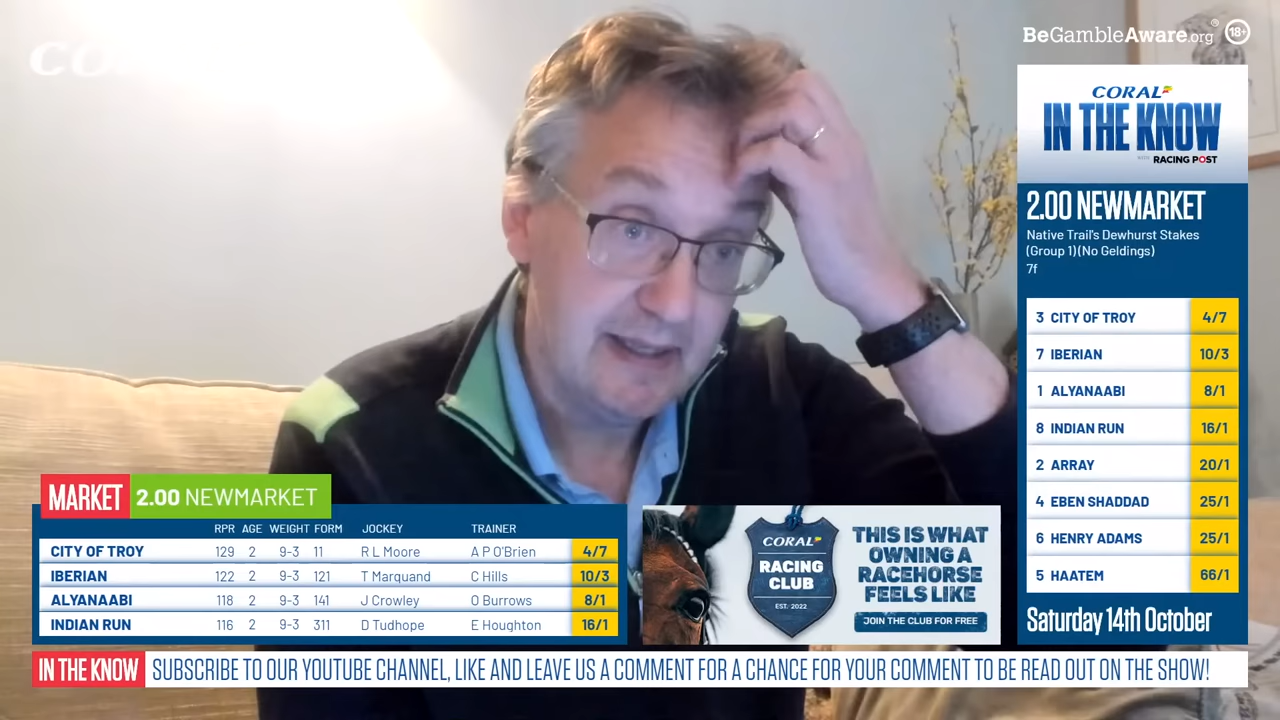 BeGambleAware.org® 18+
CORAL
IN THE KNOW
WITH RACING POST
2.00 NEWMARKET
Native Trail's Dewhurst Stakes
(Group 1)(No Geldings)
7f
3 CITY OF TROY 4/7
7 IBERIAN 10/3
1 ALYANAABI 8/1
8 INDIAN RUN 16/1
2 ARRAY 20/1
4 EBEN SHADDAD 25/1
6 HENRY ADAMS 25/1
5 HAATEM 66/1
Saturday 14th October
MARKET 2.00 NEWMARKET
RPR AGE WEIGHT FORM JOCKEY TRAINER
CITY OF TROY 129 2 9-3 11 R L Moore A P O'Brien 4/7
IBERIAN 122 2 9-3 121 T Marquand C Hills 10/3
ALYANAABI 118 2 9-3 141 J Crowley O Burrows 8/1
INDIAN RUN 116 2 9-3 311 D Tudhope E Houghton 16/1
CORAL
RACING
CLUB
EST. 2022
THIS IS WHAT
OWNING A
RACEHORSE
FEELS LIKE
JOIN THE CLUB FOR FREE
IN THE KNOW SUBSCRIBE TO OUR YOUTUBE CHANNEL, LIKE AND LEAVE US A COMMENT FOR A CHANCE FOR YOUR COMMENT TO BE READ OUT ON THE SHOW!